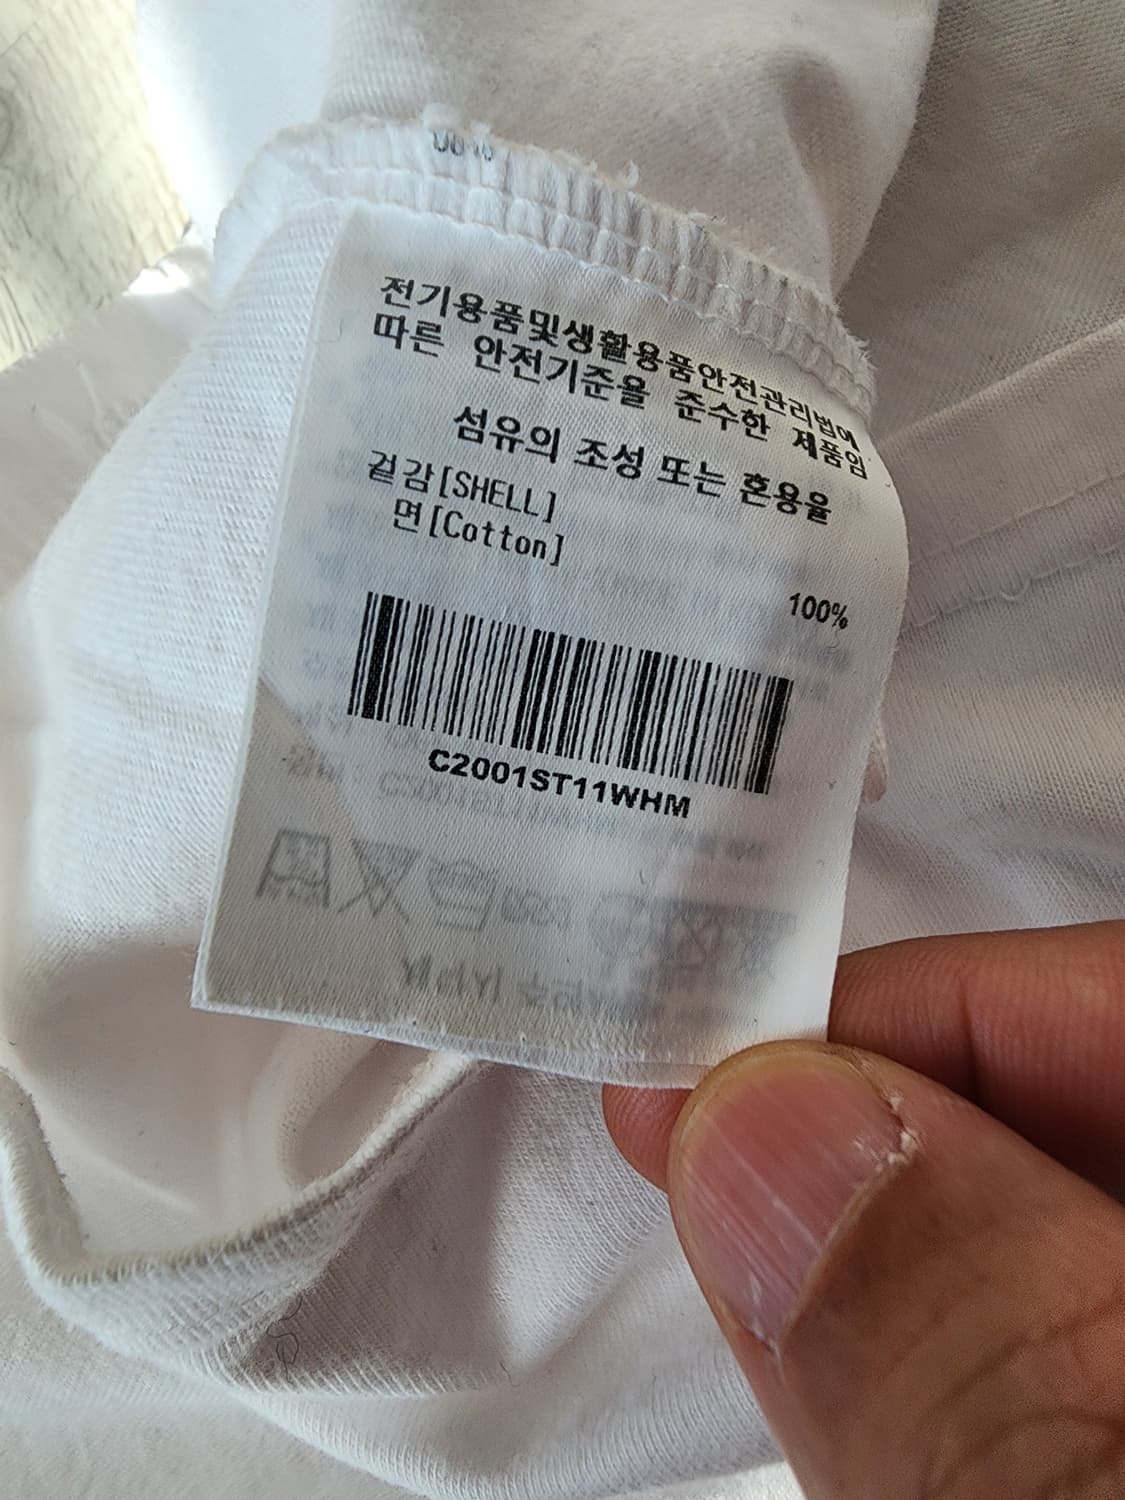 전기용품및생활용품안전관리법에
따른 안전기준을 준수한 제품임
섬유의 조성 또는 혼용율
겉감[SHELL]
면[Cotton]
100%
C2001ST11WHM